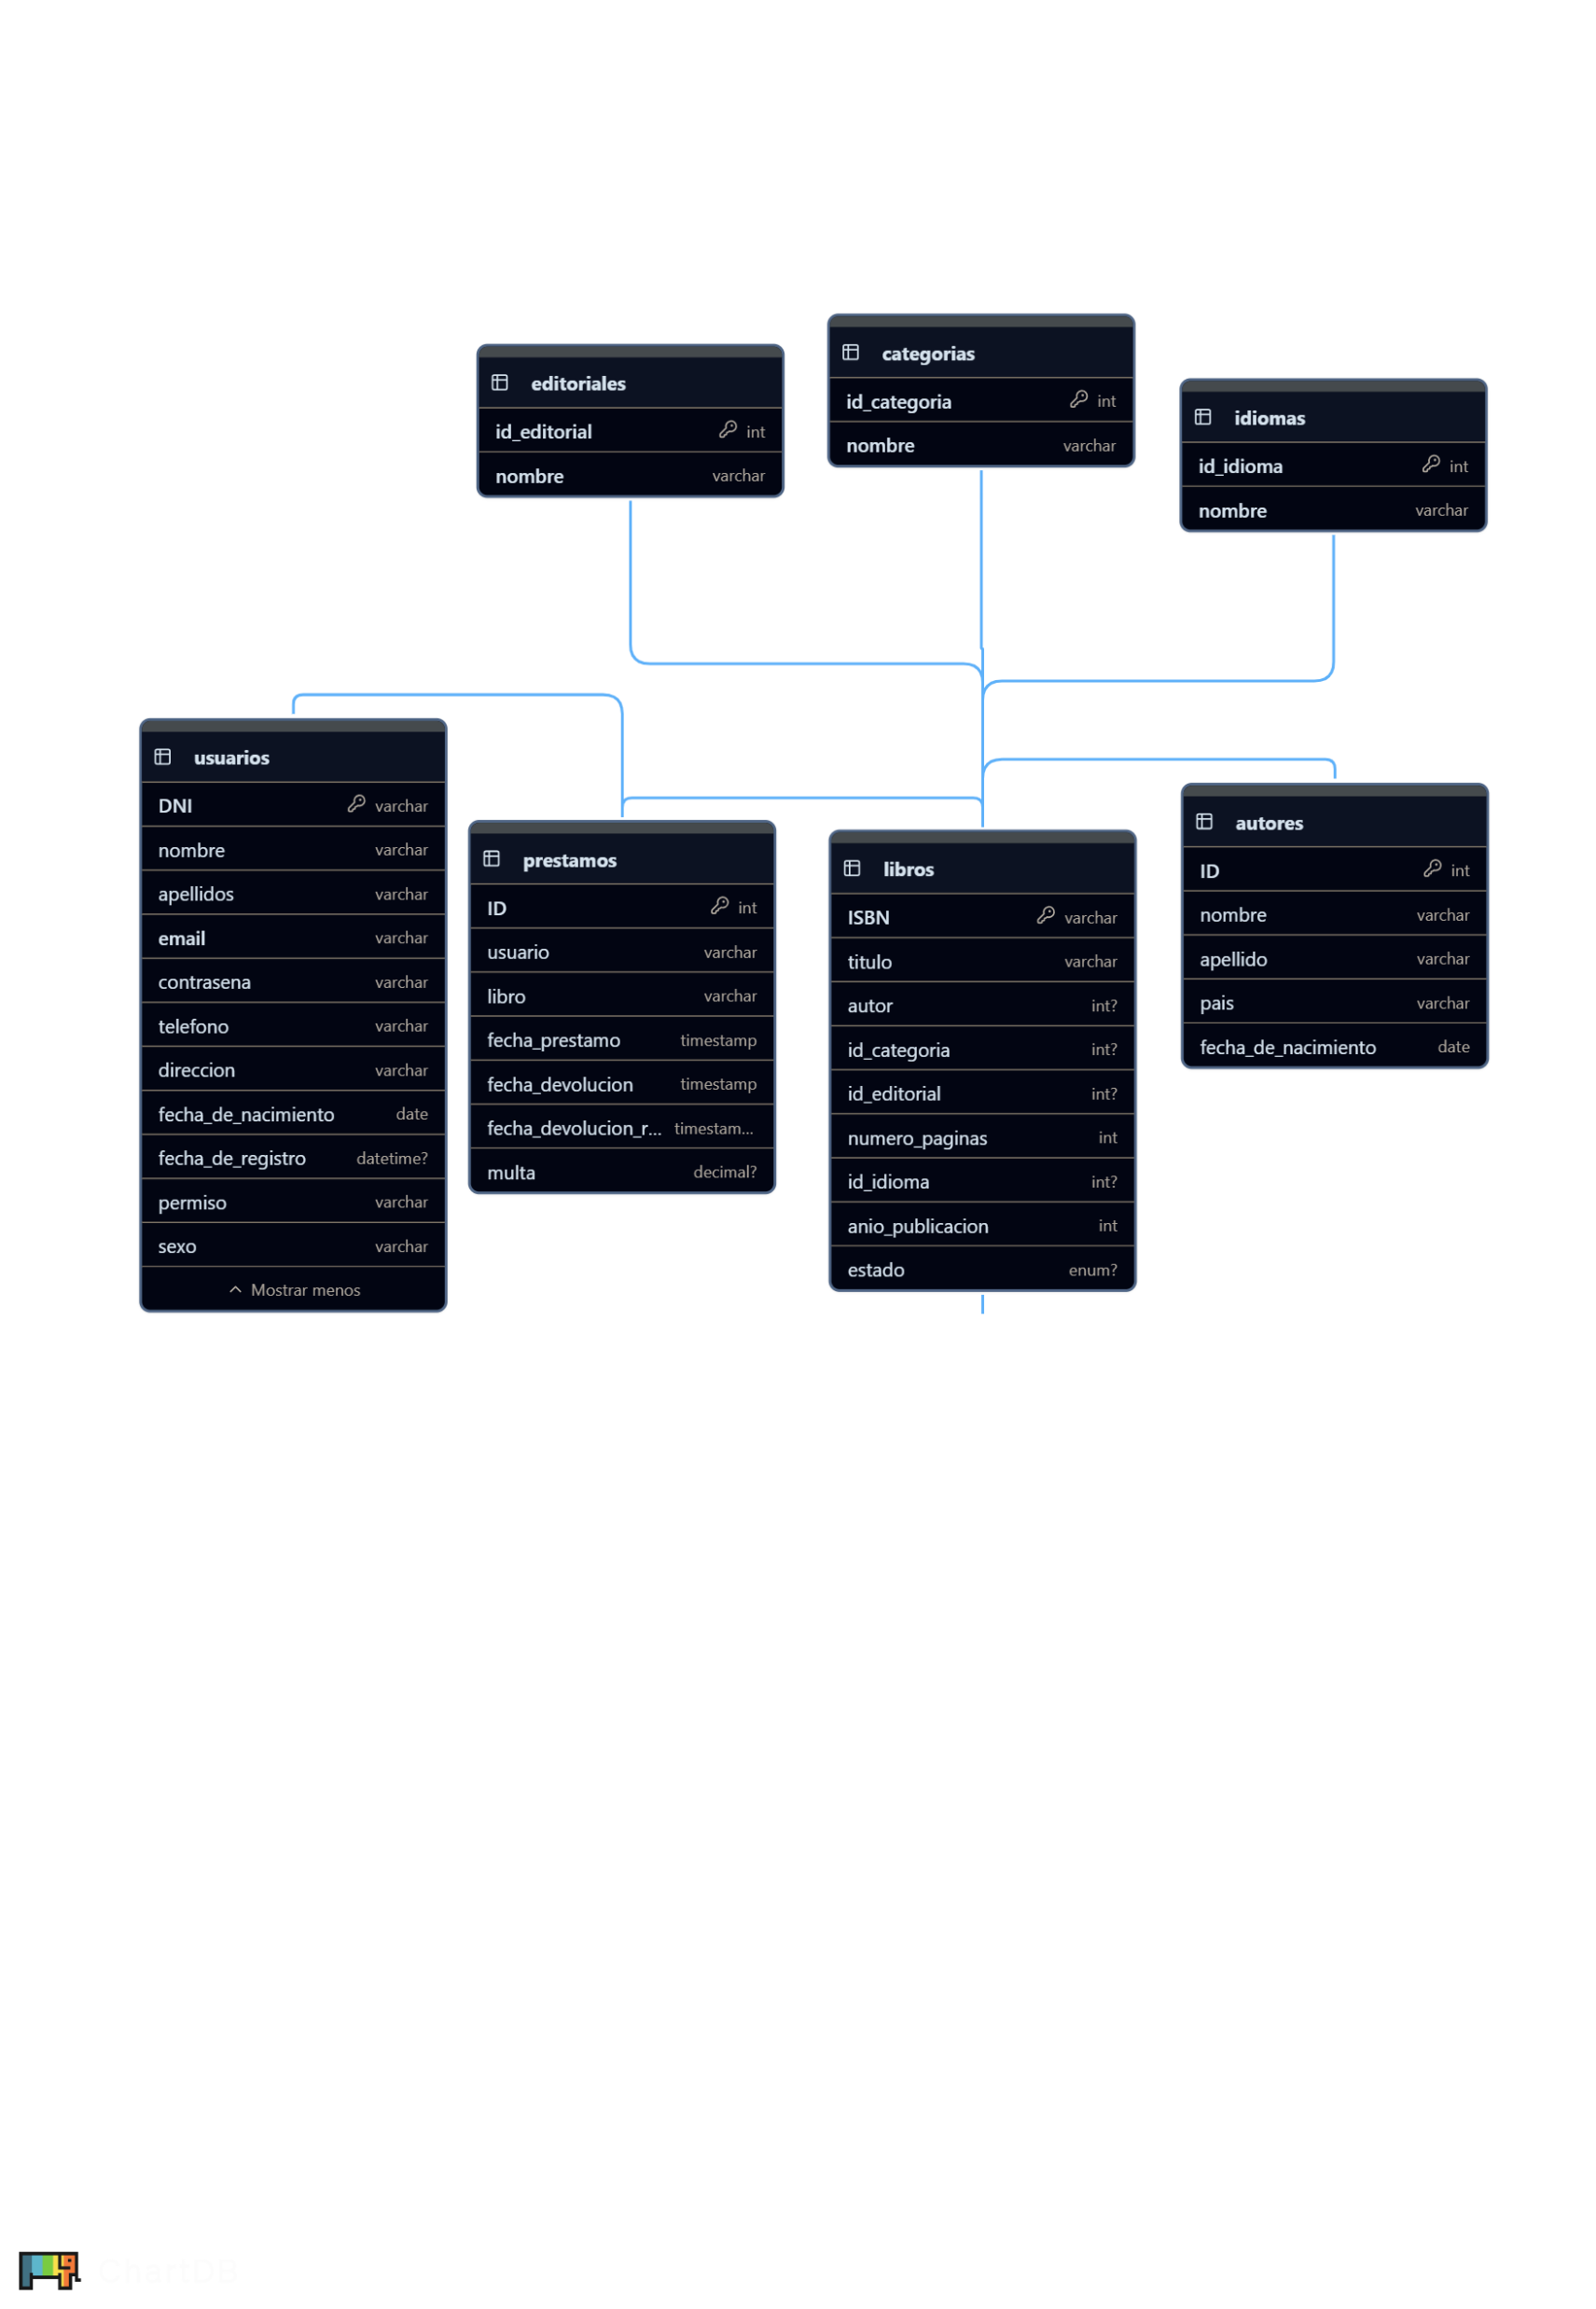 editoriales
id_editorial int
nombre varchar
categorias
id_categoria int
nombre varchar
idiomas
id_idioma int
nombre varchar
usuarios
DNI varchar
nombre varchar
apellidos varchar
email varchar
contrasena varchar
telefono varchar
direccion varchar
fecha_de_nacimiento date
fecha_de_registro datetime?
permiso varchar
sexo varchar
Mostrar menos
prestamos
ID int
usuario varchar
libro varchar
fecha_prestamo timestamp
fecha_devolucion timestamp
fecha_devolucion_r... timestam...
multa decimal?
libros
ISBN varchar
titulo varchar
autor int?
id_categoria int?
id_editorial int?
numero_paginas int
id_idioma int?
anio_publicacion int
estado enum?
autores
ID int
nombre varchar
apellido varchar
pais varchar
fecha_de_nacimiento date
ChartDB